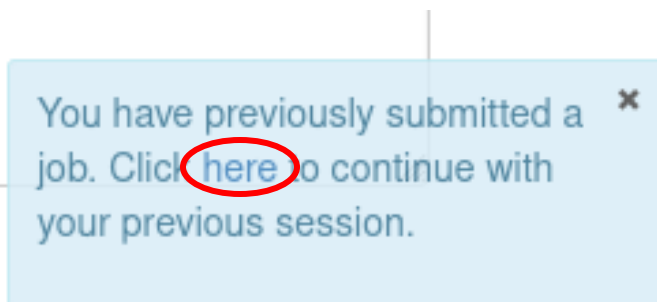 You have previously submitted a
job. Click here to continue with
your previous session.